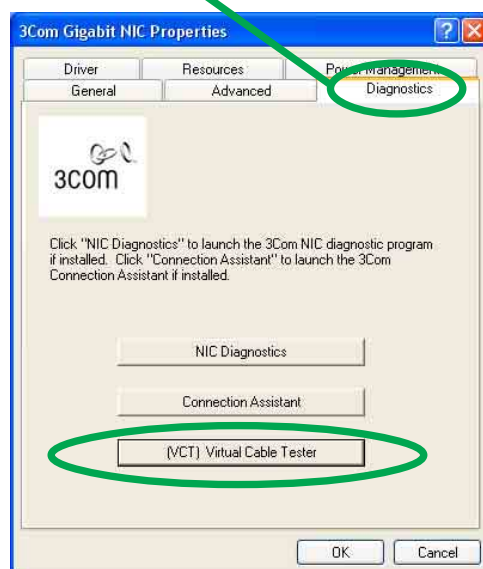 3Com Gigabit NIC Properties
Driver Resources Power Management
General Advanced Diagnostics
3COM
Click "NIC Diagnostics" to launch the 3Com NIC diagnostic program
if installed. Click "Connection Assistant" to launch the 3Com
Connection Assistant if installed.
NIC Diagnostics
Connection Assistant
(VCT) Virtual Cable Tester
OK Cancel